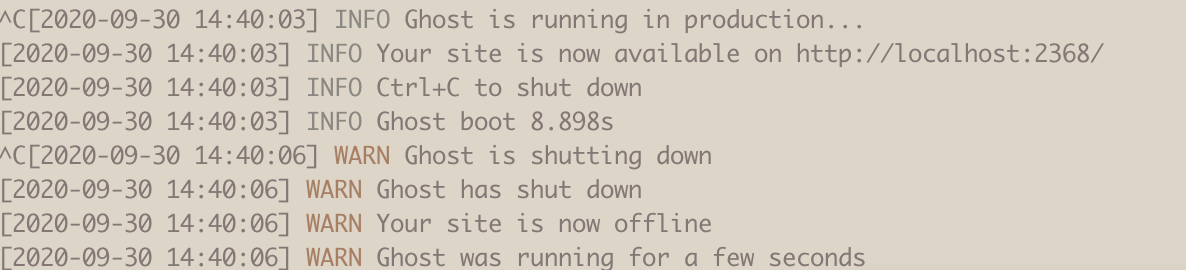 ^C[2020-09-30 14:40:03] INFO Ghost is running in production...
[2020-09-30 14:40:03] INFO Your site is now available on http://localhost:2368/
[2020-09-30 14:40:03] INFO Ctrl+C to shut down
[2020-09-30 14:40:03] INFO Ghost boot 8.898s
^C[2020-09-30 14:40:06] WARN Ghost is shutting down
[2020-09-30 14:40:06] WARN Ghost has shut down
[2020-09-30 14:40:06] WARN Your site is now offline
[2020-09-30 14:40:06] WARN Ghost was running for a few seconds